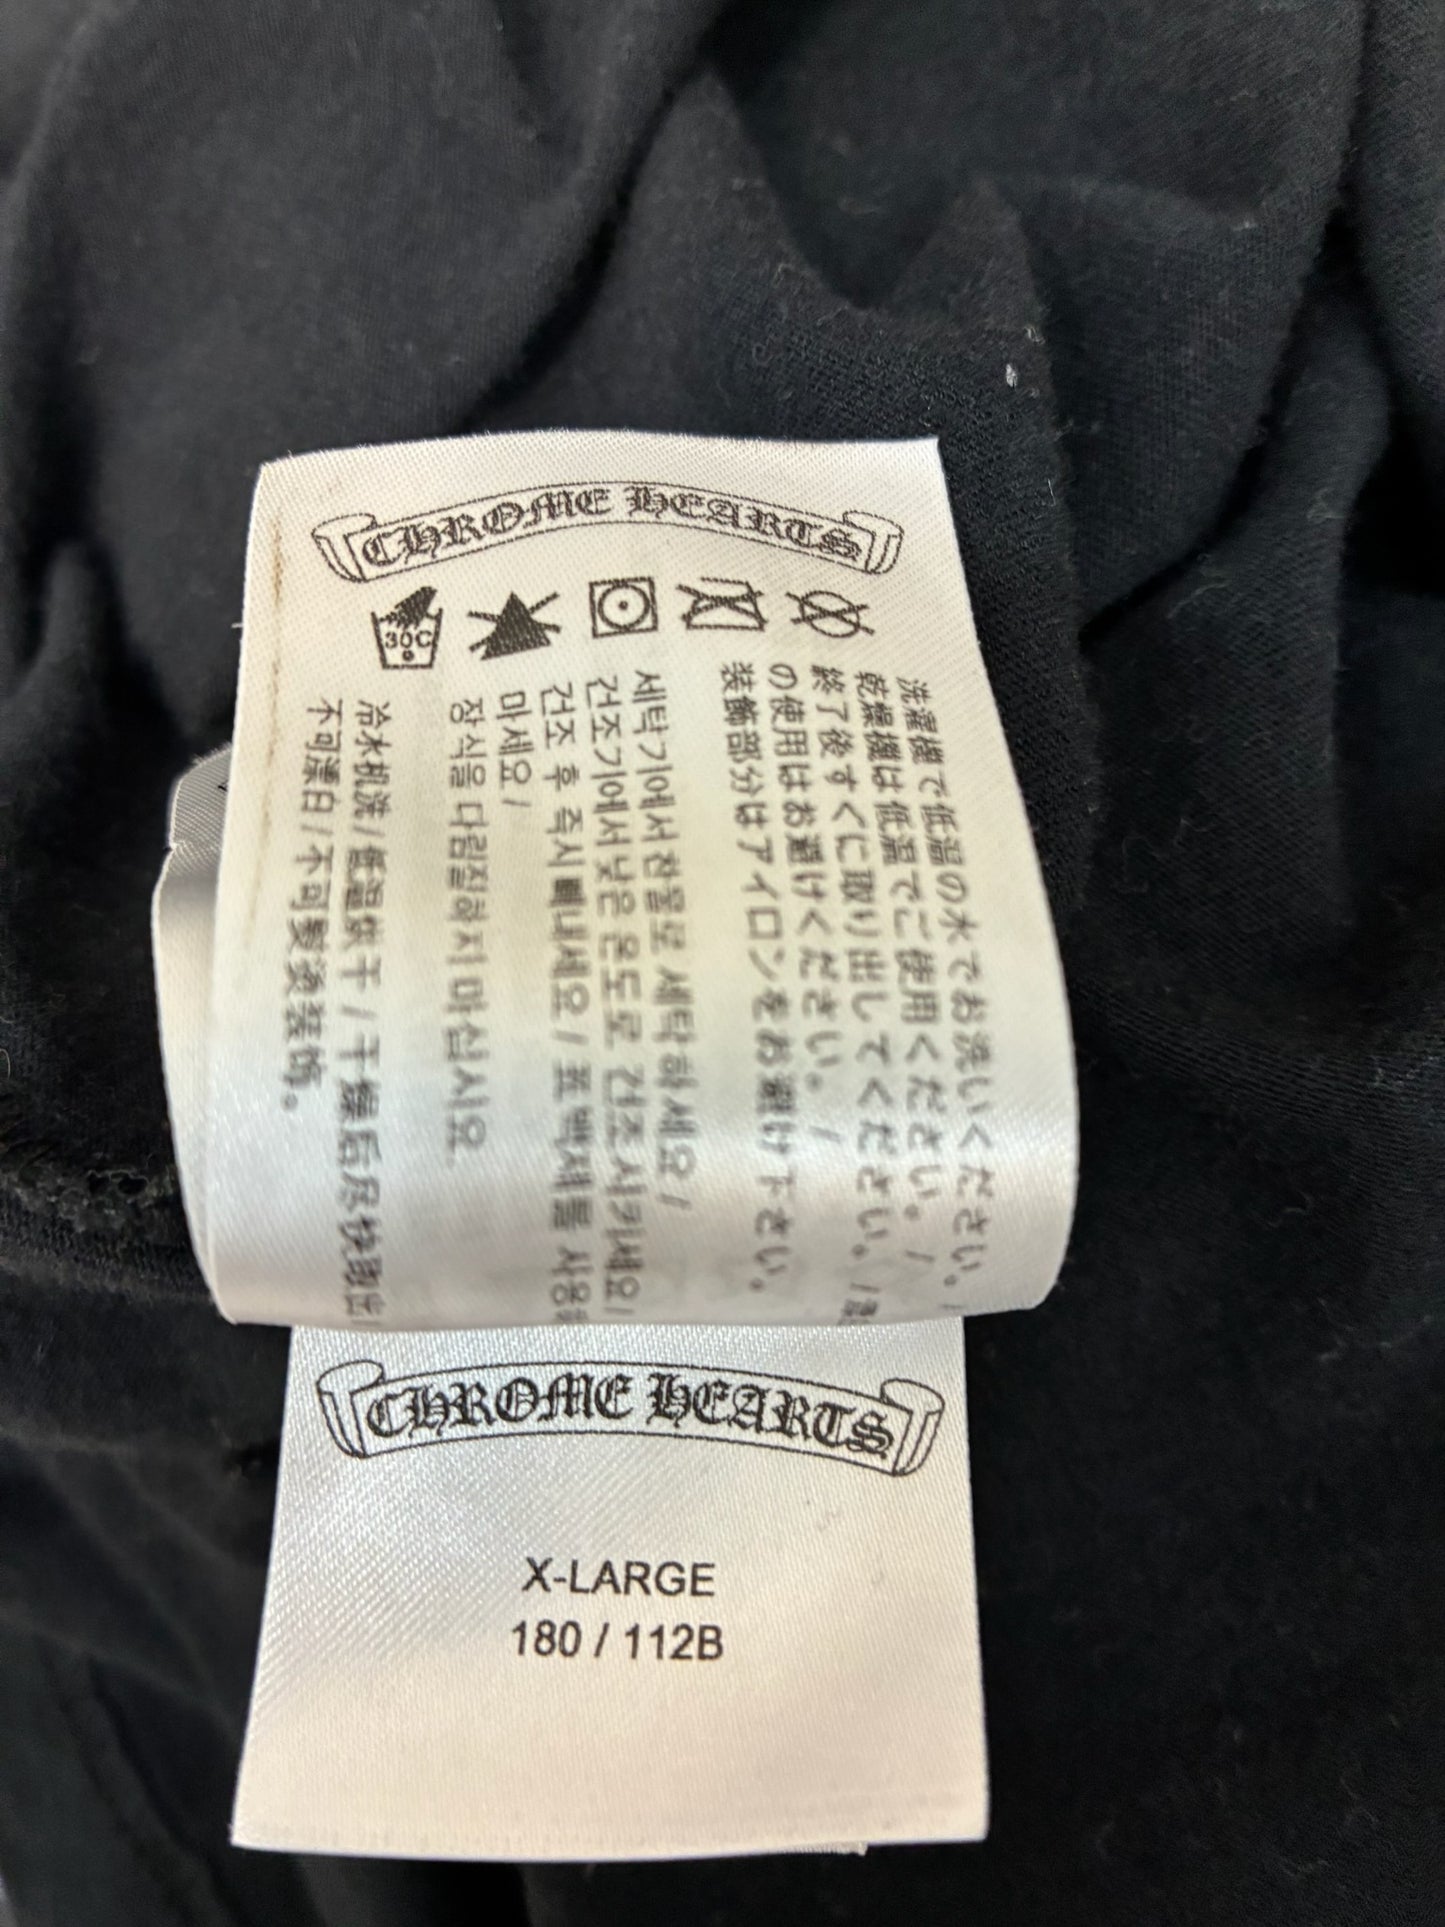 CHROME HEARTS
30C
洗濯機で低温の水でお洗いください。/
乾燥機は低温でご使用ください。/
終了後すぐに取り出してください。/
の使用はお避けください。/
装飾部分はアイロンをお避け下さい。
세탁기에서 찬물로 세탁하세요/
건조기에서 낮은 온도로 건조시키세요/
건조 후 즉시 빼내세요/ 표백제를 사용하
마세요/
장식을 다림질하지 마십시오.
冷水机洗/低温烘干/干燥后尽快取出/
不可漂白/不可熨烫装饰。
CHROME HEARTS
X-LARGE
180 / 112B